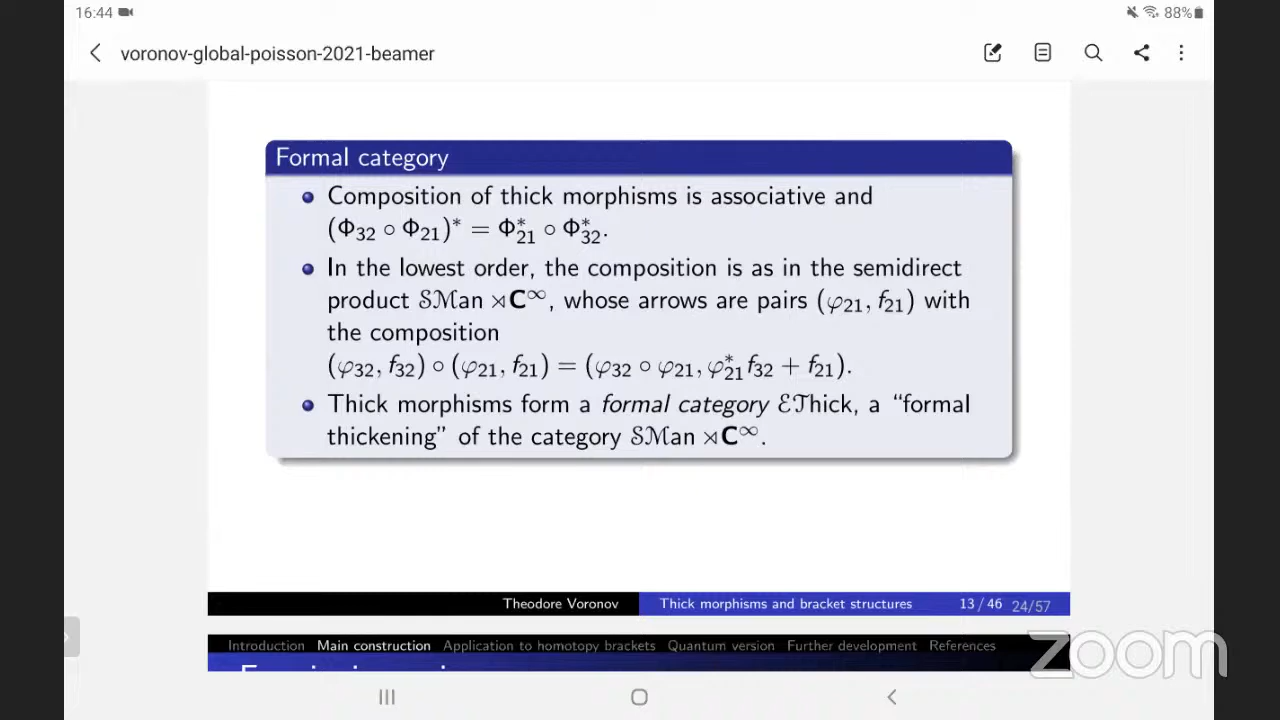 16:44 88%
voronov-global-poisson-2021-beamer
Formal category
Composition of thick morphisms is associative and
(Φ₃₂ ∘ Φ₂₁)* = Φ*₂₁ ∘ Φ*₃₂.
In the lowest order, the composition is as in the semidirect
product 𝒮ℳan ⋊ 𝐂^∞, whose arrows are pairs (φ₂₁, f₂₁) with
the composition
(φ₃₂, f₃₂) ∘ (φ₂₁, f₂₁) = (φ₃₂ ∘ φ₂₁, φ*₂₁ f₃₂ + f₂₁).
Thick morphisms form a formal category ℰ𝒯hick, a “formal
thickening” of the category 𝒮ℳan ⋊ 𝐂^∞.
Theodore Voronov Thick morphisms and bracket structures 13 / 46 24/57
Introduction Main construction Application to homotopy brackets Quantum version Further development References
zoom